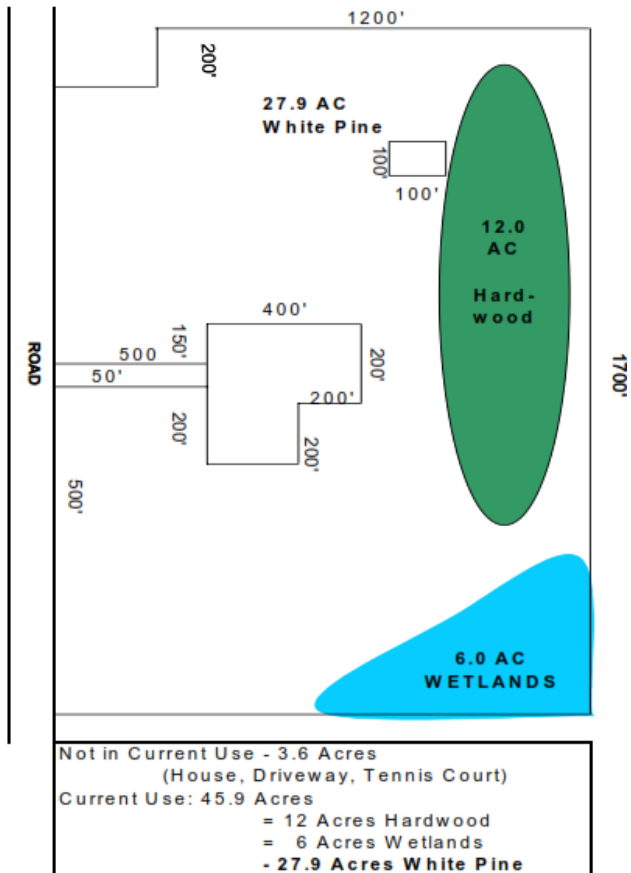 1200'
200'
27.9 AC
White Pine
100'
100'
12.0
AC
Hard-
wood
400'
150'
500
50'
200'
200'
200'
200'
ROAD
1700'
500'
6.0 AC
WETLANDS
Not in Current Use - 3.6 Acres
(House, Driveway, Tennis Court)
Current Use: 45.9 Acres
= 12 Acres Hardwood
= 6 Acres Wetlands
- 27.9 Acres White Pine